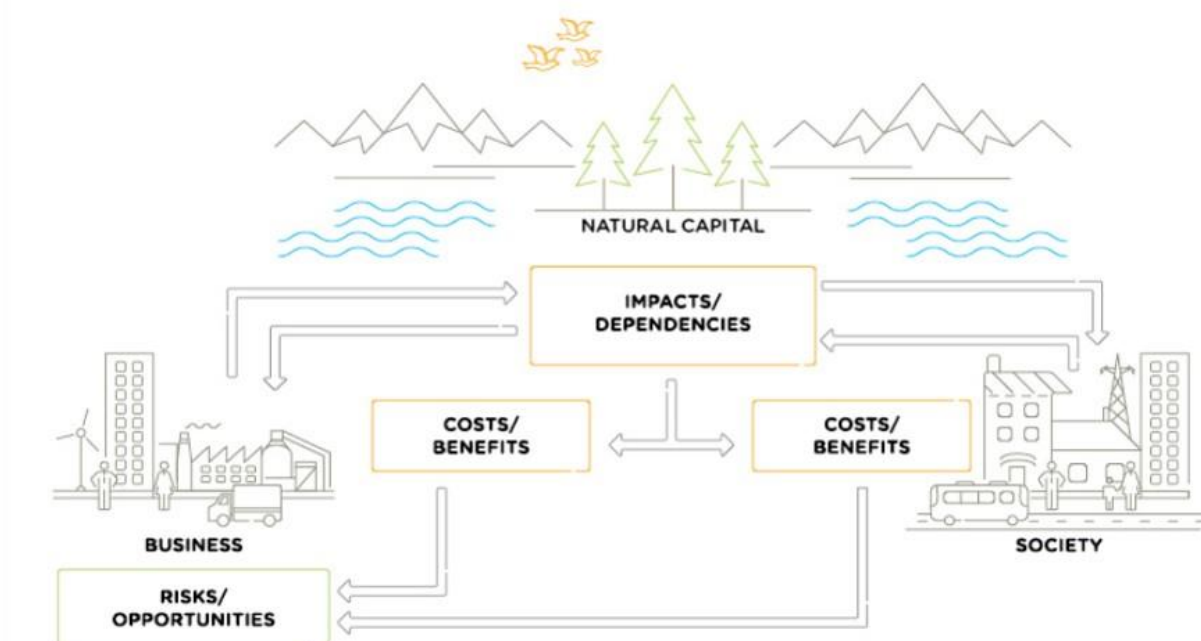 NATURAL CAPITAL
IMPACTS/
DEPENDENCIES
COSTS/
BENEFITS
COSTS/
BENEFITS
BUSINESS
SOCIETY
RISKS/
OPPORTUNITIES